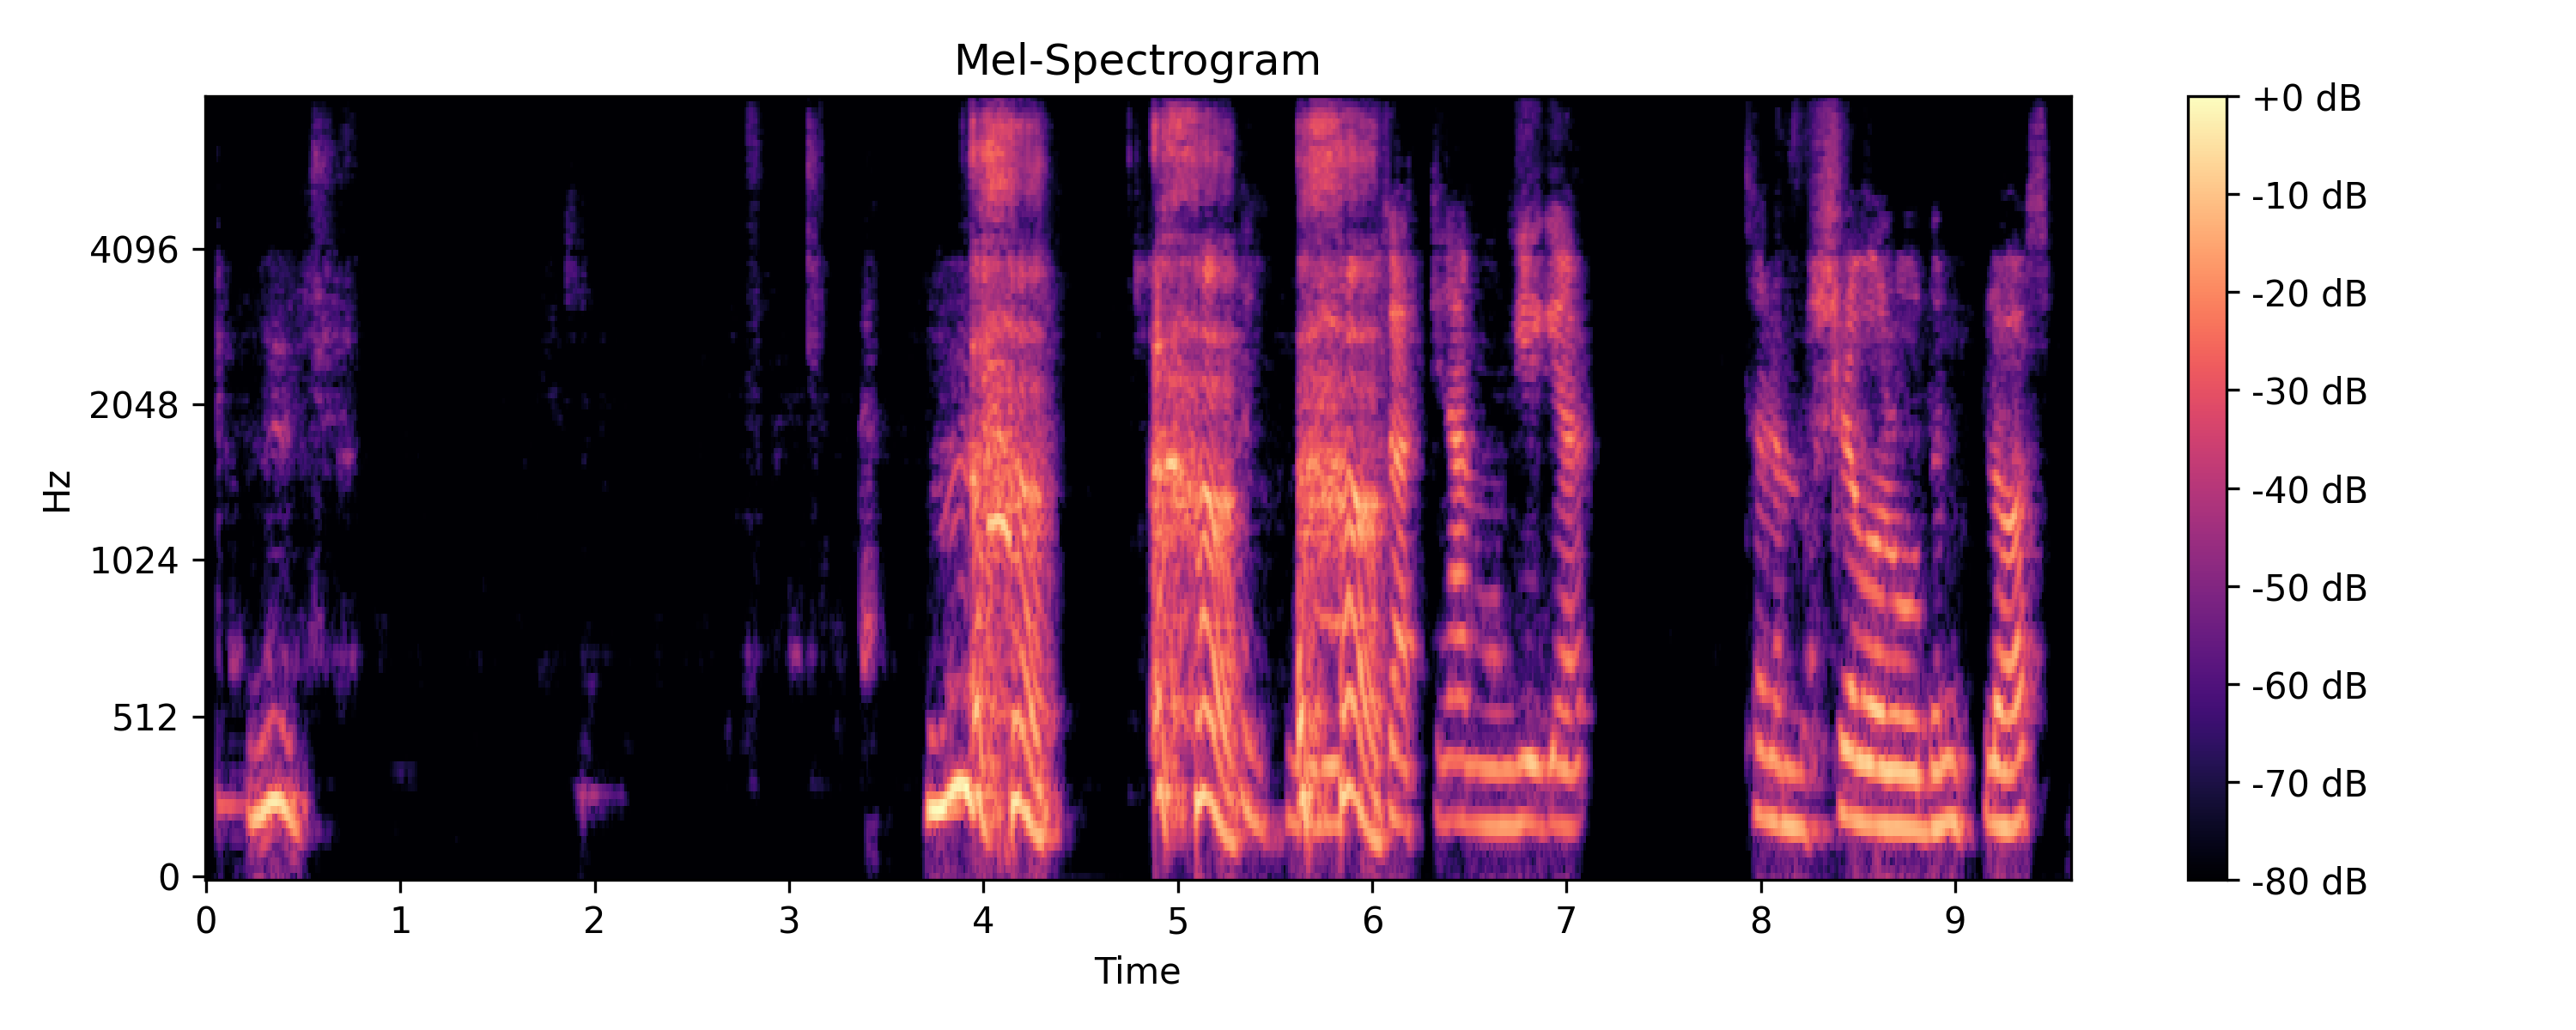 Mel-Spectrogram
+0 dB
-10 dB
-20 dB
-30 dB
-40 dB
-50 dB
-60 dB
-70 dB
-80 dB
Hz
4096
2048
1024
512
0
0 1 2 3 4 5 6 7 8 9
Time